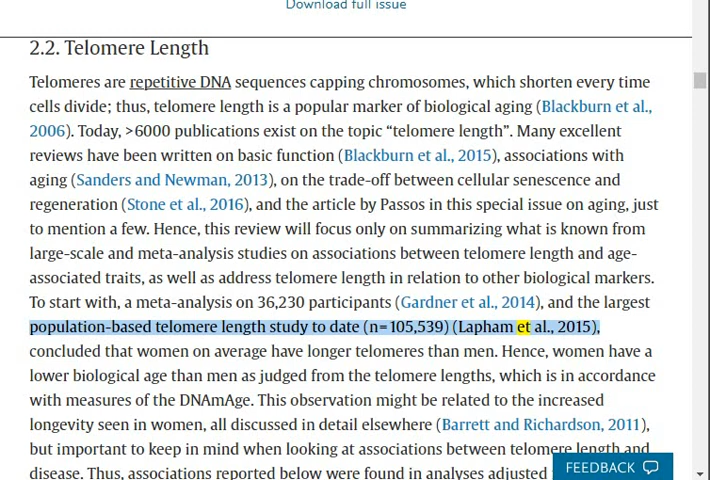 Download full issue
2.2. Telomere Length
Telomeres are repetitive DNA sequences capping chromosomes, which shorten every time
cells divide; thus, telomere length is a popular marker of biological aging (Blackburn et al.,
2006). Today, >6000 publications exist on the topic “telomere length”. Many excellent
reviews have been written on basic function (Blackburn et al., 2015), associations with
aging (Sanders and Newman, 2013), on the trade-off between cellular senescence and
regeneration (Stone et al., 2016), and the article by Passos in this special issue on aging, just
to mention a few. Hence, this review will focus only on summarizing what is known from
large-scale and meta-analysis studies on associations between telomere length and age-
associated traits, as well as address telomere length in relation to other biological markers.
To start with, a meta-analysis on 36,230 participants (Gardner et al., 2014), and the largest
population-based telomere length study to date (n=105,539) (Lapham et al., 2015),
concluded that women on average have longer telomeres than men. Hence, women have a
lower biological age than men as judged from the telomere lengths, which is in accordance
with measures of the DNAmAge. This observation might be related to the increased
longevity seen in women, all discussed in detail elsewhere (Barrett and Richardson, 2011),
but important to keep in mind when looking at associations between telomere length and
disease. Thus, associations reported below were found in analyses adjusted
FEEDBACK